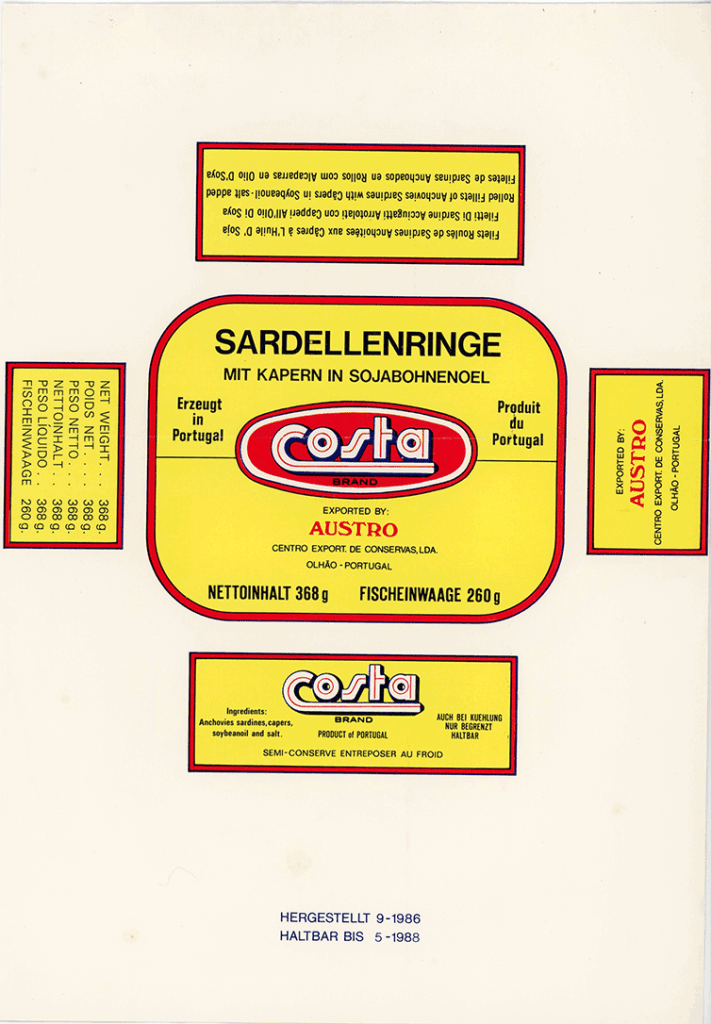 Filetes de Sardinas Anchoados en Rollos com Alcaparras en Olio D'Soya
Rolled Fillets of Anchovies Sardines with Càpers in Soybeanoil - salt added
Filetti Di Sardine Acciugatti Arrotolati con Capperi All'Olio Di Soya
Filets Roulés de Sardines Anchoitées aux Câpres à L'Huile D' Soja
SARDELLENRINGE
MIT KAPERN IN SOJABOHNENOEL
Erzeugt
in
Portugal
Costa
BRAND
Produit
du
Portugal
EXPORTED BY:
AUSTRO
CENTRO EXPORT. DE CONSERVAS, LDA.
OLHÃO - PORTUGAL
NETTOINHALT 368 g FISCHEINWAAGE 260 g
NET WEIGHT. . . 368 g.
POIDS NET. . . . 368 g.
PESO NETTO. . . 368 g.
NETTOINHALT . . 368 g.
PESO LÍQUIDO. . 368 g.
FISCHEINWAAGE 260 g.
EXPORTED BY:
AUSTRO
CENTRO EXPORT. DE CONSERVAS, LDA.
OLHÃO - PORTUGAL
Costa
BRAND
PRODUCT of PORTUGAL
Ingredients:
Anchovies sardines, capers,
soybeanoil and salt.
AUCH BEI KUEHLUNG
NUR BEGRENZT
HALTBAR
SEMI-CONSERVE ENTREPOSER AU FROID
HERGESTELLT 9-1986
HALTBAR BIS 5-1988